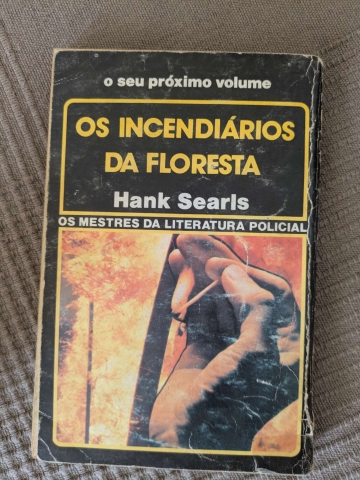 o seu próximo volume
OS INCENDIÁRIOS
DA FLORESTA
Hank Searls
OS MESTRES DA LITERATURA POLICIAL